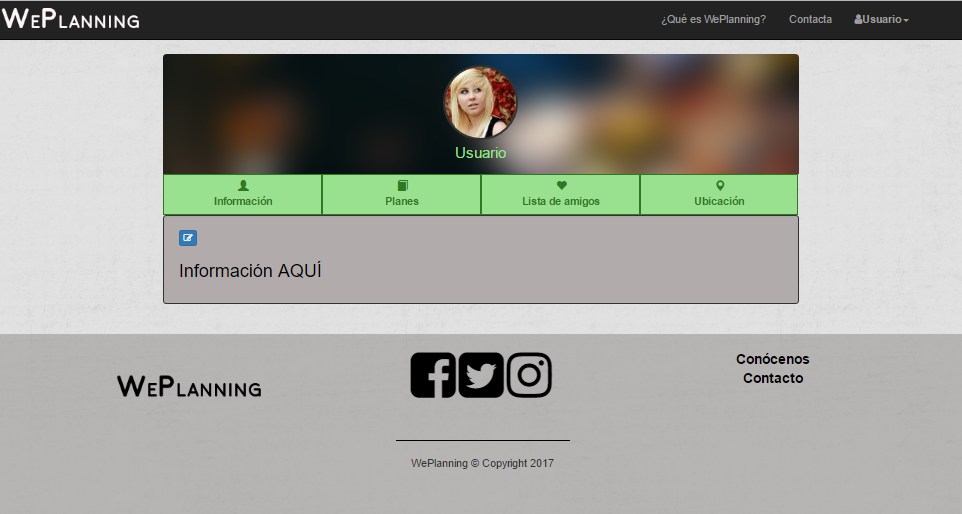 WePlanning
¿Qué es WePlanning?
Contacta
Usuario
Usuario
Información
Planes
Lista de amigos
Ubicación
Información AQUÍ
WePlanning
Conócenos
Contacto
WePlanning © Copyright 2017